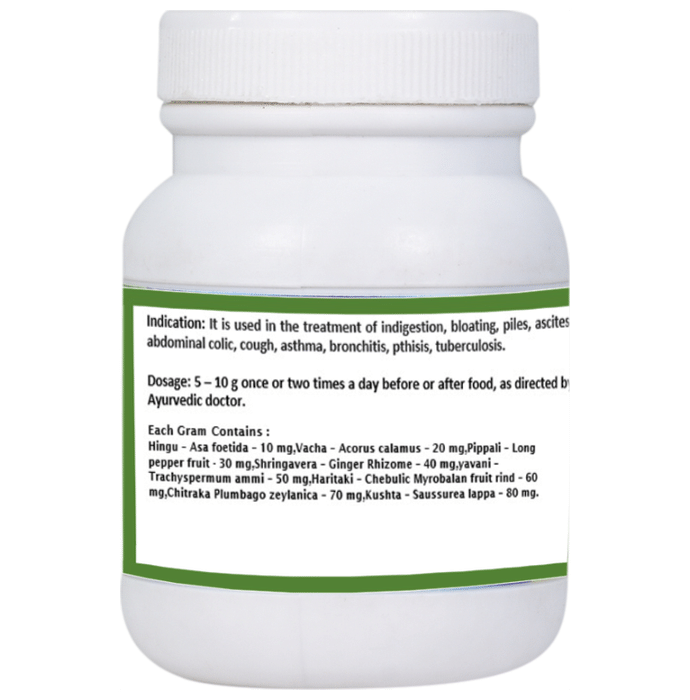 Indication: It is used in the treatment of indigestion, bloating, piles, ascites
abdominal colic, cough, asthma, bronchitis, pthisis, tuberculosis.
Dosage: 5 – 10 g once or two times a day before or after food, as directed by
Ayurvedic doctor.
Each Gram Contains :
Hingu - Asa foetida - 10 mg,Vacha - Acorus calamus - 20 mg,Pippali - Long
pepper fruit - 30 mg,Shringavera - Ginger Rhizome - 40 mg,yavani -
Trachyspermum ammi - 50 mg,Haritaki - Chebulic Myrobalan fruit rind - 60
mg,Chitraka Plumbago zeylanica - 70 mg,Kushta - Saussurea lappa - 80 mg.